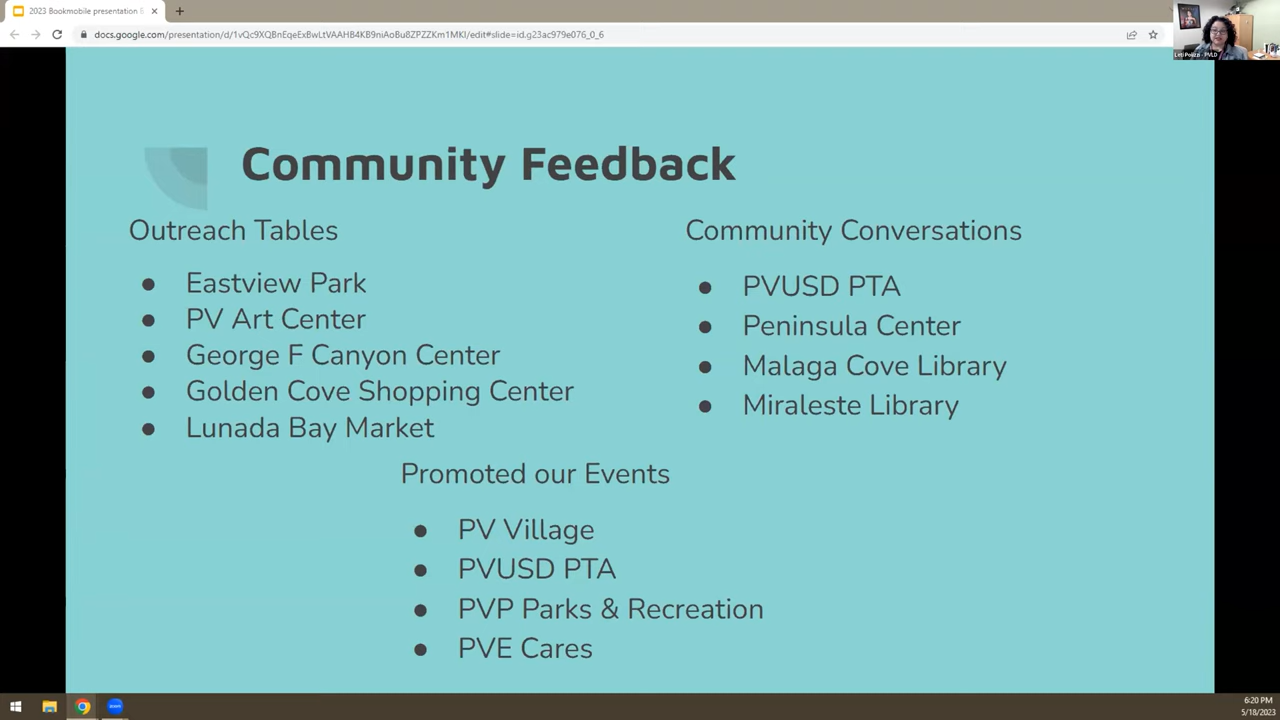 2023 Bookmobile presentation
docs.google.com/presentation/d/1vQc9XQBnEqeExBwLtVAAHB4KB9niAoBu8ZPZZKm1MKI/edit#slide=id.g23ac979e076_0_6
Community Feedback
Outreach Tables
● Eastview Park
● PV Art Center
● George F Canyon Center
● Golden Cove Shopping Center
● Lunada Bay Market
Community Conversations
● PVUSD PTA
● Peninsula Center
● Malaga Cove Library
● Miraleste Library
Promoted our Events
● PV Village
● PVUSD PTA
● PVP Parks & Recreation
● PVE Cares
zoom
6:20 PM
5/18/2023